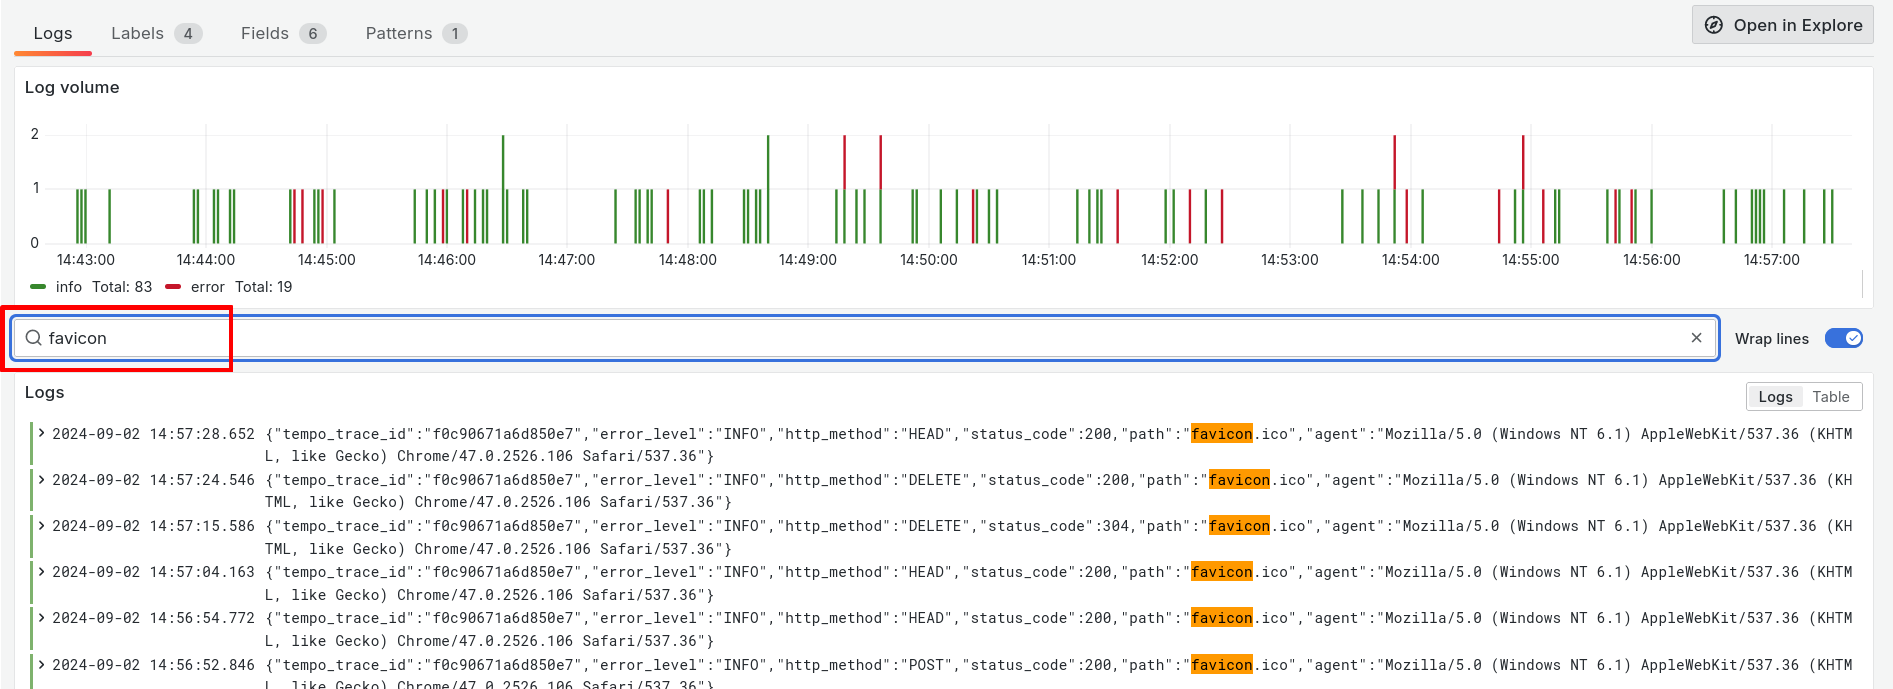 Logs Labels 4 Fields 6 Patterns 1
Open in Explore
Log volume
2
1
0
14:43:00 14:44:00 14:45:00 14:46:00 14:47:00 14:48:00 14:49:00 14:50:00 14:51:00 14:52:00 14:53:00 14:54:00 14:55:00 14:56:00 14:57:00
info Total: 83 error Total: 19
favicon
Wrap lines
Logs
Logs Table
2024-09-02 14:57:28.652 {"tempo_trace_id":"f0c90671a6d850e7","error_level":"INFO","http_method":"HEAD","status_code":200,"path":"favicon.ico","agent":"Mozilla/5.0 (Windows NT 6.1) AppleWebKit/537.36 (KHTM
L, like Gecko) Chrome/47.0.2526.106 Safari/537.36"}
2024-09-02 14:57:24.546 {"tempo_trace_id":"f0c90671a6d850e7","error_level":"INFO","http_method":"DELETE","status_code":200,"path":"favicon.ico","agent":"Mozilla/5.0 (Windows NT 6.1) AppleWebKit/537.36 (KH
TML, like Gecko) Chrome/47.0.2526.106 Safari/537.36"}
2024-09-02 14:57:15.586 {"tempo_trace_id":"f0c90671a6d850e7","error_level":"INFO","http_method":"DELETE","status_code":304,"path":"favicon.ico","agent":"Mozilla/5.0 (Windows NT 6.1) AppleWebKit/537.36 (KH
TML, like Gecko) Chrome/47.0.2526.106 Safari/537.36"}
2024-09-02 14:57:04.163 {"tempo_trace_id":"f0c90671a6d850e7","error_level":"INFO","http_method":"HEAD","status_code":200,"path":"favicon.ico","agent":"Mozilla/5.0 (Windows NT 6.1) AppleWebKit/537.36 (KHTM
L, like Gecko) Chrome/47.0.2526.106 Safari/537.36"}
2024-09-02 14:56:54.772 {"tempo_trace_id":"f0c90671a6d850e7","error_level":"INFO","http_method":"HEAD","status_code":200,"path":"favicon.ico","agent":"Mozilla/5.0 (Windows NT 6.1) AppleWebKit/537.36 (KHTM
L, like Gecko) Chrome/47.0.2526.106 Safari/537.36"}
2024-09-02 14:56:52.846 {"tempo_trace_id":"f0c90671a6d850e7","error_level":"INFO","http_method":"POST","status_code":200,"path":"favicon.ico","agent":"Mozilla/5.0 (Windows NT 6.1) AppleWebKit/537.36 (KHTM
L, like Gecko) Chrome/47.0.2526.106 Safari/537.36"}